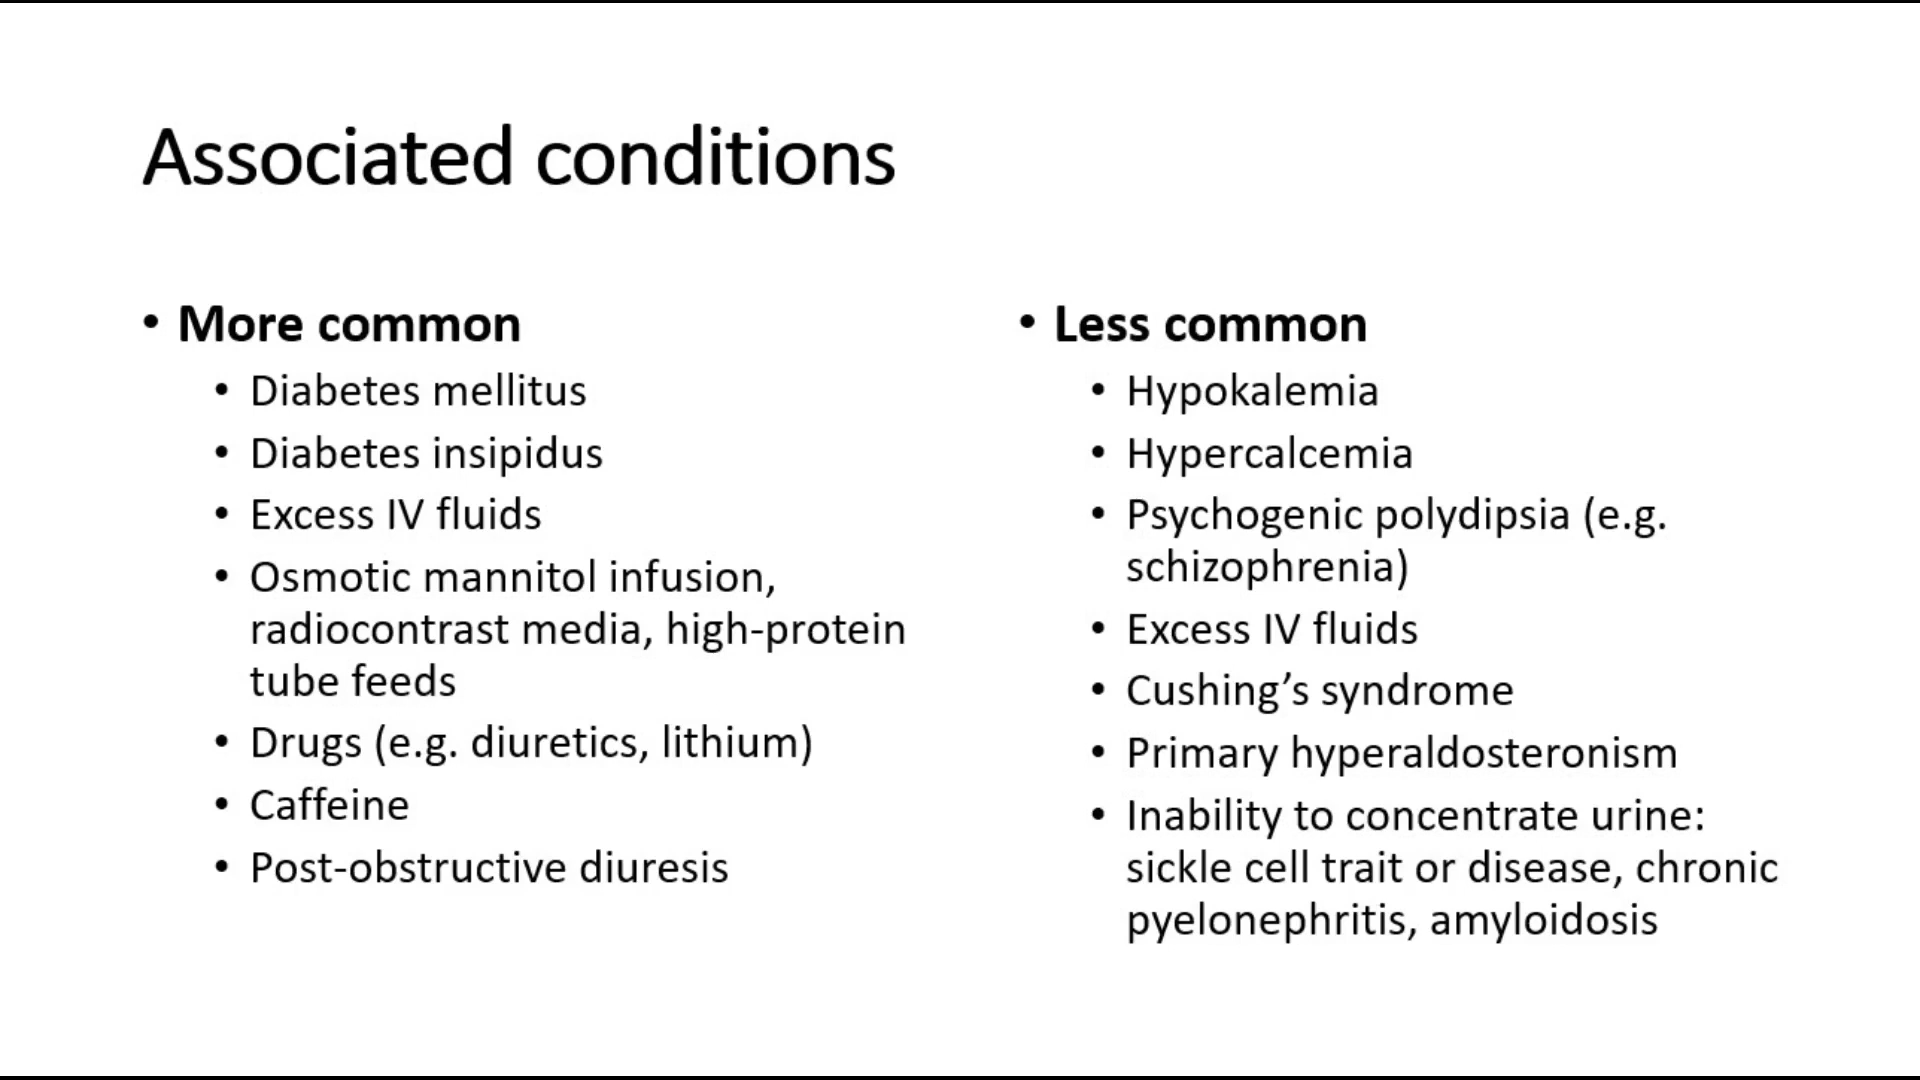 Associated conditions
• More common
• Diabetes mellitus
• Diabetes insipidus
• Excess IV fluids
• Osmotic mannitol infusion,
radiocontrast media, high-protein
tube feeds
• Drugs (e.g. diuretics, lithium)
• Caffeine
• Post-obstructive diuresis
• Less common
• Hypokalemia
• Hypercalcemia
• Psychogenic polydipsia (e.g.
schizophrenia)
• Excess IV fluids
• Cushing’s syndrome
• Primary hyperaldosteronism
• Inability to concentrate urine:
sickle cell trait or disease, chronic
pyelonephritis, amyloidosis